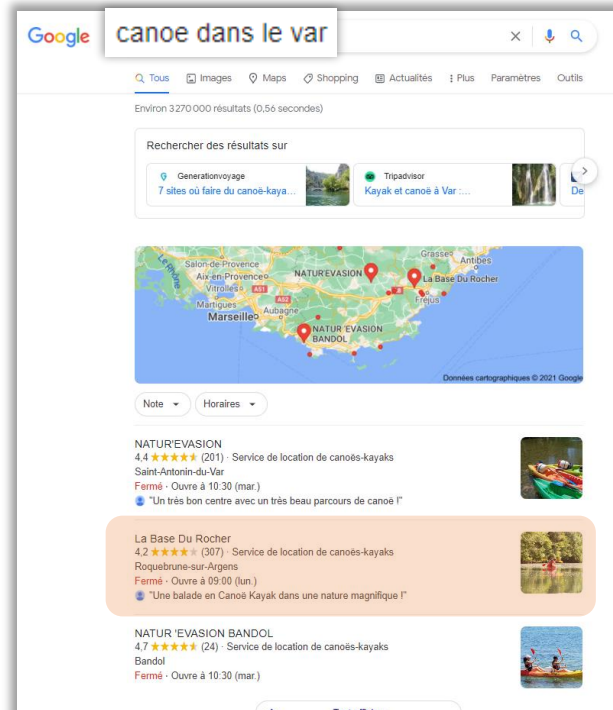 Google canoe dans le var
Tous Images Maps Shopping Actualités Plus Paramètres Outils
Environ 3 270 000 résultats (0,56 secondes)
Rechercher des résultats sur
Generationvoyage
7 sites où faire du canoë-kaya...
Tripadvisor
Kayak et canoë à Var :...
De
Le Rhône
Salon-de-Provence
Aix-en-Provence
Vitrolles
A51
Martigues
Marseille
A52
Aubagne
NATUR'EVASION
Grasse
Antibes
La Base Du Rocher
A8
Fréjus
NATUR'EVASION
BANDOL
Données cartographiques © 2021 Google
Note Horaires
NATUR'EVASION
4,4 (201) · Service de location de canoës-kayaks
Saint-Antonin-du-Var
Fermé · Ouvre à 10:30 (mar.)
"Un très bon centre avec un très beau parcours de canoë !"
La Base Du Rocher
4,2 (307) · Service de location de canoës-kayaks
Roquebrune-sur-Argens
Fermé · Ouvre à 09:00 (lun.)
"Une balade en Canoë Kayak dans une nature magnifique !"
NATUR 'EVASION BANDOL
4,7 (24) · Service de location de canoës-kayaks
Bandol
Fermé · Ouvre à 10:30 (mar.)